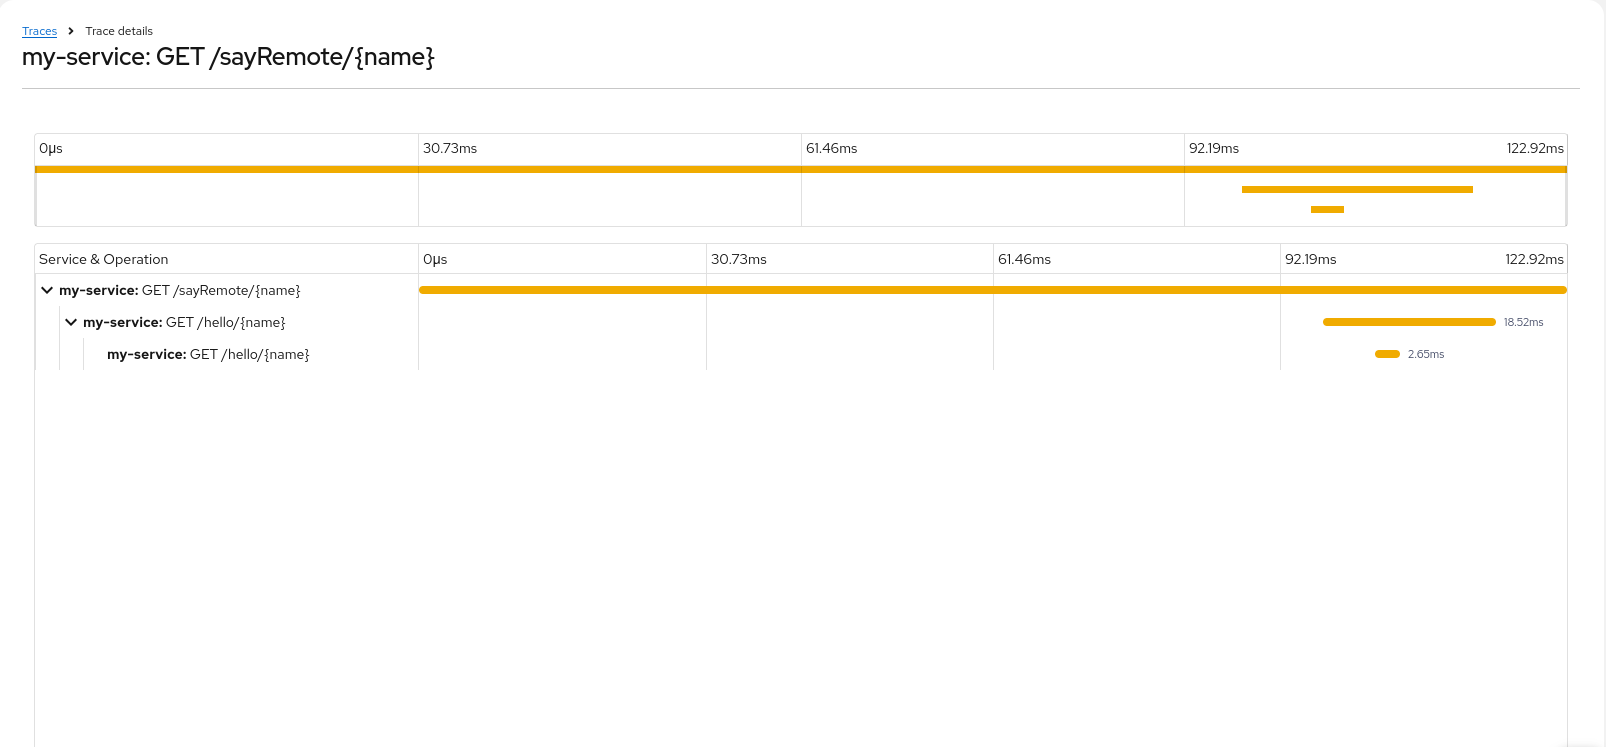 Traces > Trace details
my-service: GET /sayRemote/{name}
0μs 30.73ms 61.46ms 92.19ms 122.92ms
Service & Operation 0μs 30.73ms 61.46ms 92.19ms 122.92ms
my-service: GET /sayRemote/{name}
my-service: GET /hello/{name} 18.52ms
my-service: GET /hello/{name} 2.65ms